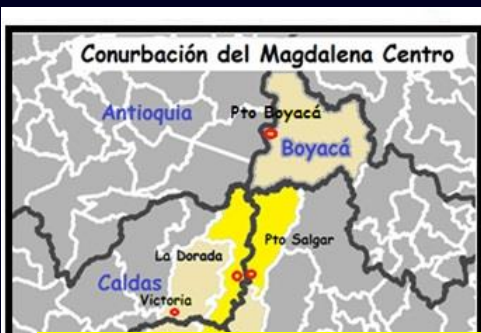 Conurbación del Magdalena Centro
Antioquia
Pto Boyacá
Boyacá
Pto Salgar
La Dorada
Caldas
Victoria